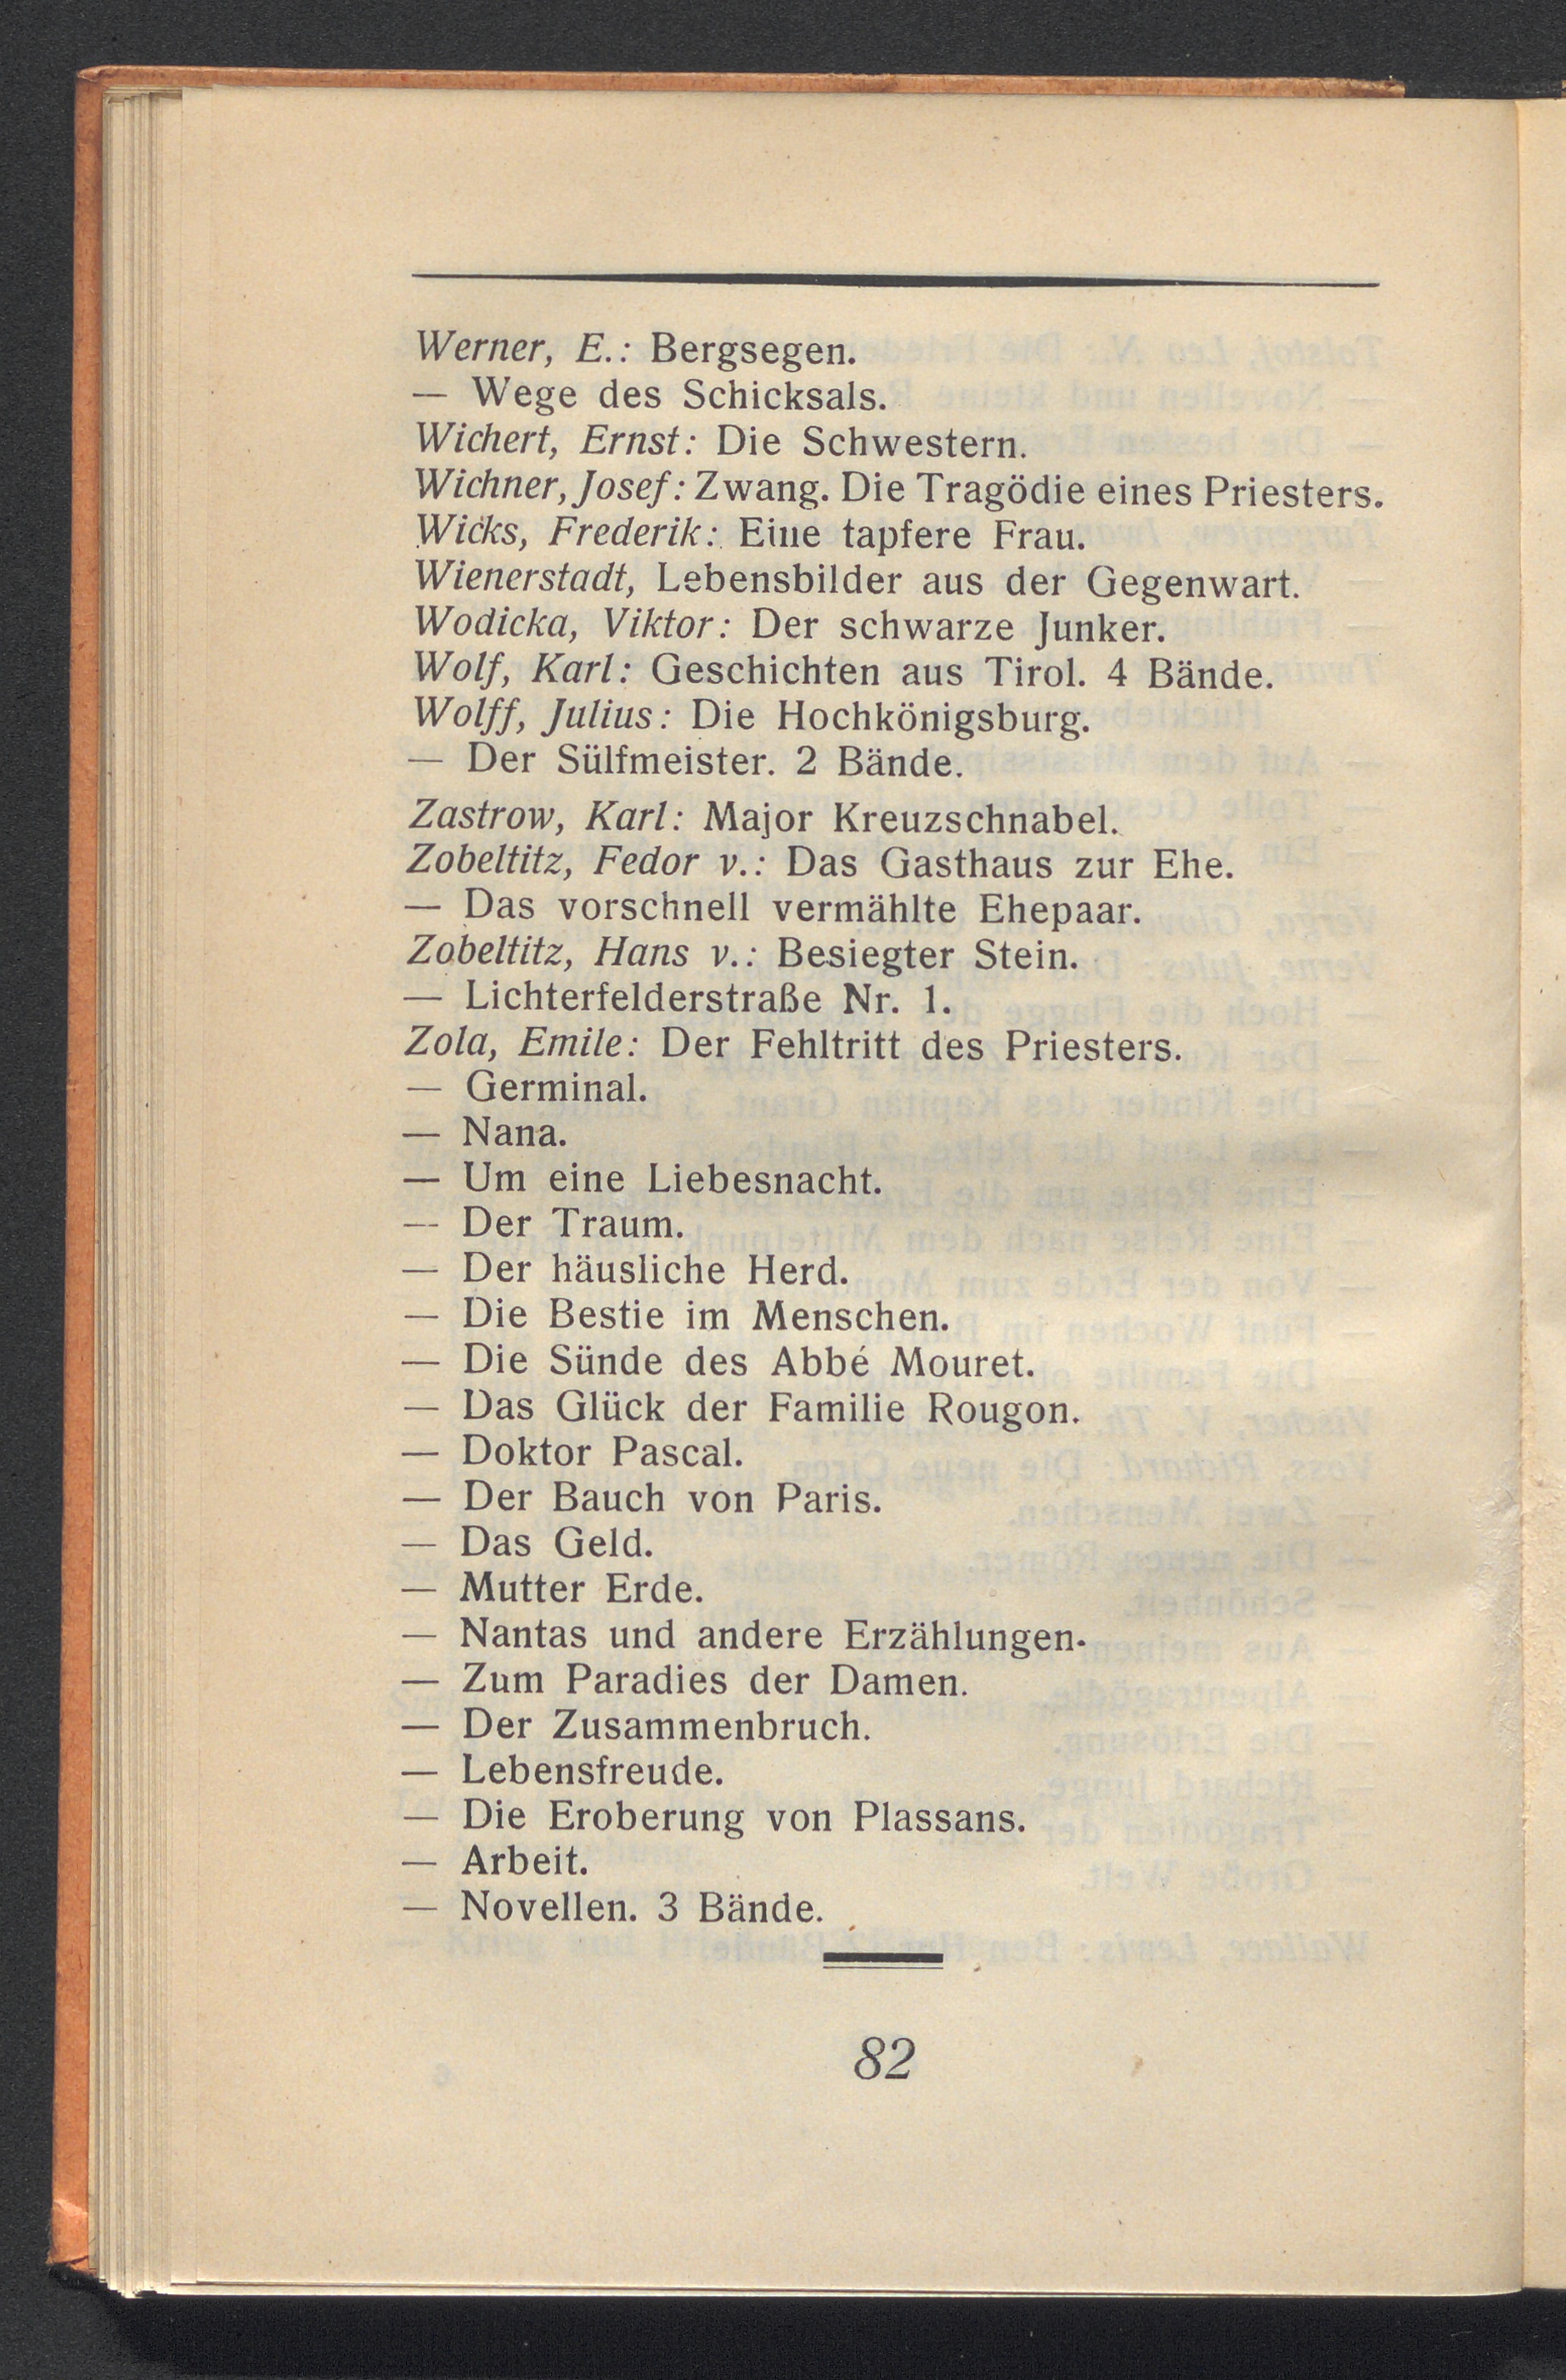 Werner, E.: Bergsegen.
— Wege des Schicksals.
Wichert, Ernst: Die Schwestern.
Wichner, Josef: Zwang. Die Tragödie eines Priesters.
Wicks, Frederik: Eine tapfere Frau.
Wienerstadt, Lebensbilder aus der Gegenwart.
Wodicka, Viktor: Der schwarze Junker.
Wolf, Karl: Geschichten aus Tirol. 4 Bände.
Wolff, Julius: Die Hochkönigsburg.
— Der Sülfmeister. 2 Bände.
Zastrow, Karl: Major Kreuzschnabel.
Zobeltitz, Fedor v.: Das Gasthaus zur Ehe.
— Das vorschnell vermählte Ehepaar.
Zobeltitz, Hans v.: Besiegter Stein.
— Lichterfelderstraße Nr. 1.
Zola, Emile: Der Fehltritt des Priesters.
— Germinal.
— Nana.
— Um eine Liebesnacht.
— Der Traum.
— Der häusliche Herd.
— Die Bestie im Menschen.
— Die Sünde des Abbé Mouret.
— Das Glück der Familie Rougon.
— Doktor Pascal.
— Der Bauch von Paris.
— Das Geld.
— Mutter Erde.
— Nantas und andere Erzählungen.
— Zum Paradies der Damen.
— Der Zusammenbruch.
— Lebensfreude.
— Die Eroberung von Plassans.
— Arbeit.
— Novellen. 3 Bände.
82